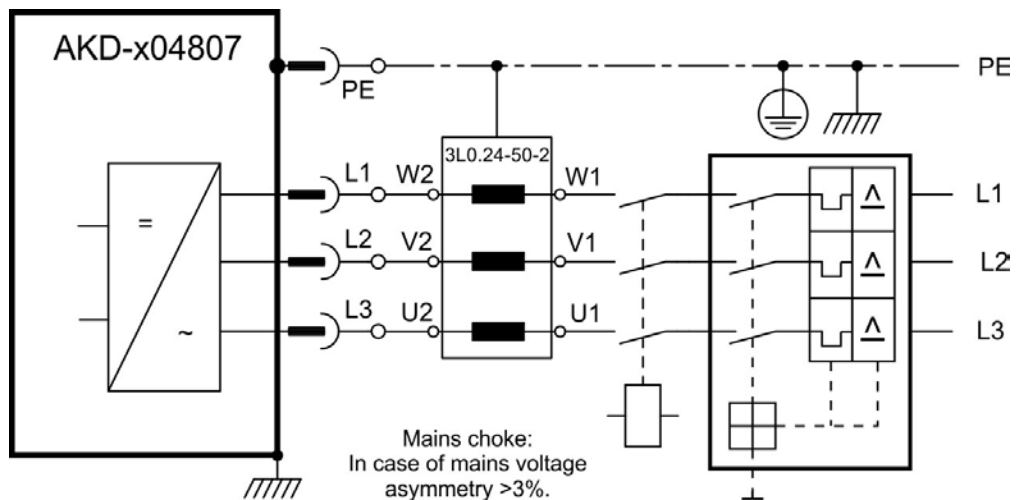 AKD-x04807
PE
PE
3L0.24-50-2
L1 W2 W1 L1
L2 V2 V1 L2
L3 U2 U1 L3
= 
~
Mains choke:
In case of mains voltage
asymmetry >3%.